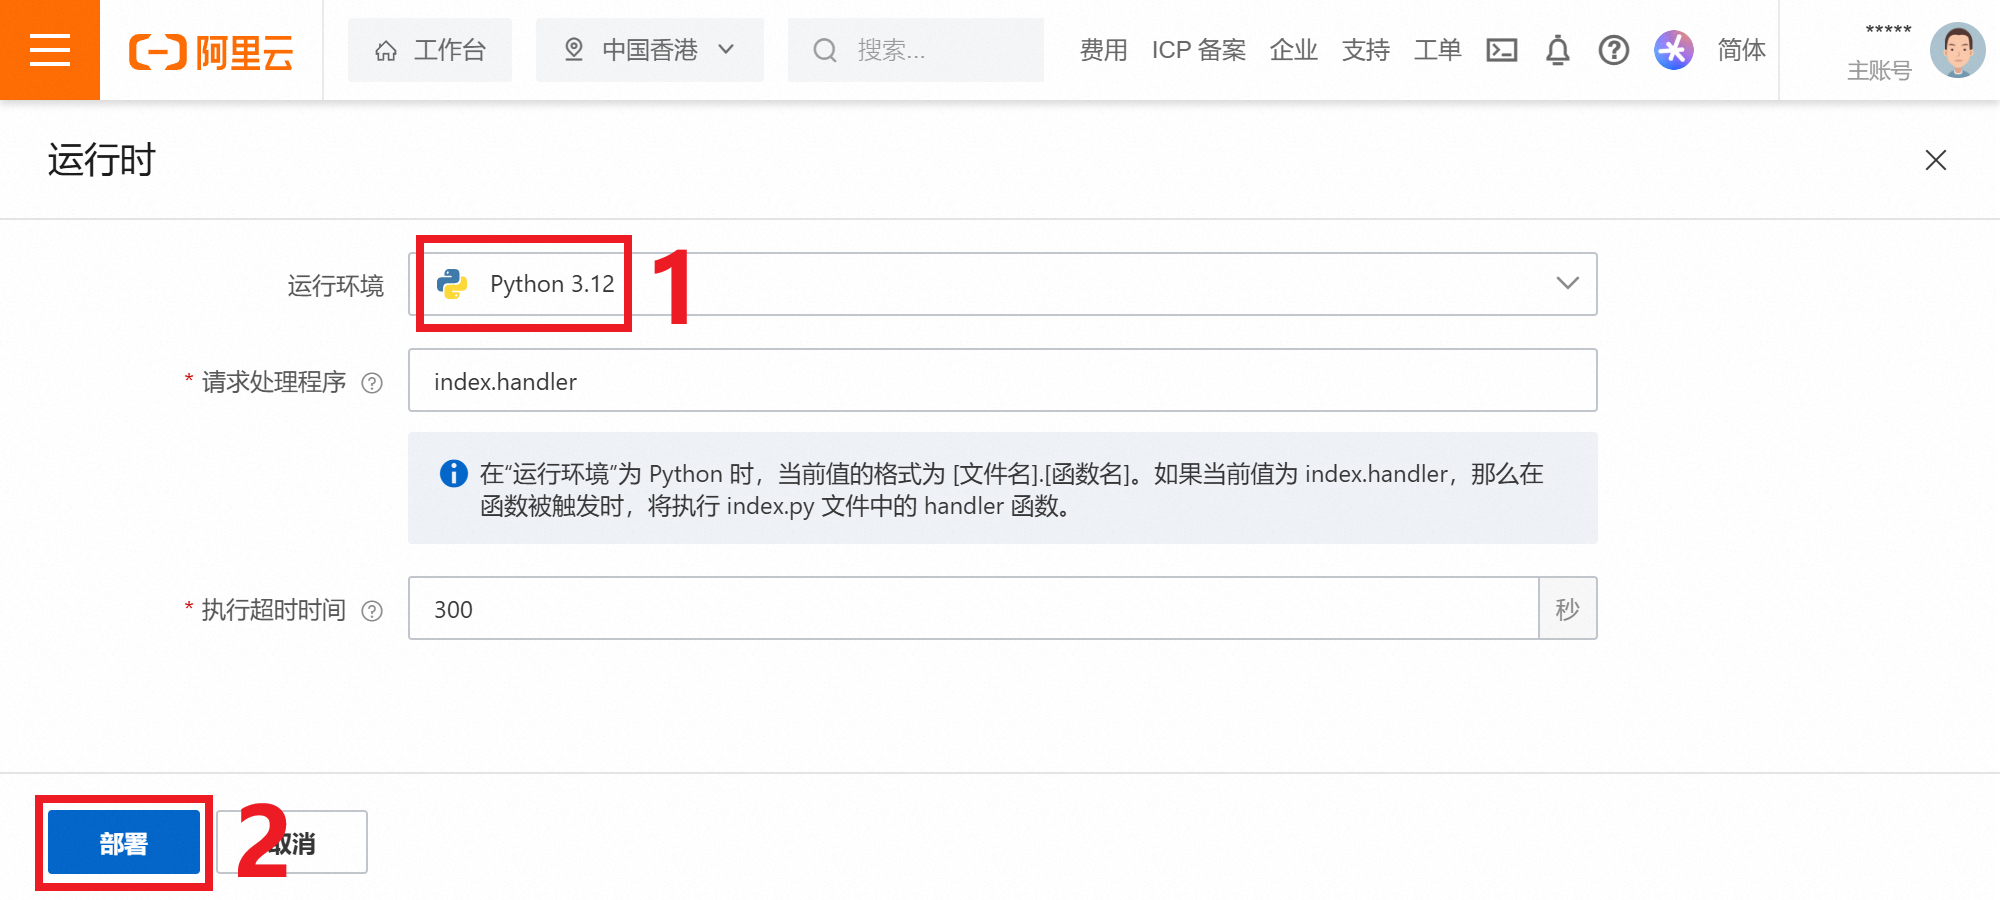 阿里云
工作台
中国香港
搜索...
费用
ICP 备案
企业
支持
工单
简体
*****
主账号
运行时
运行环境
Python 3.12
1
* 请求处理程序
index.handler
在“运行环境”为 Python 时，当前值的格式为 [文件名].[函数名]。如果当前值为 index.handler，那么在
函数被触发时，将执行 index.py 文件中的 handler 函数。
* 执行超时时间
300
秒
部署
2
取消